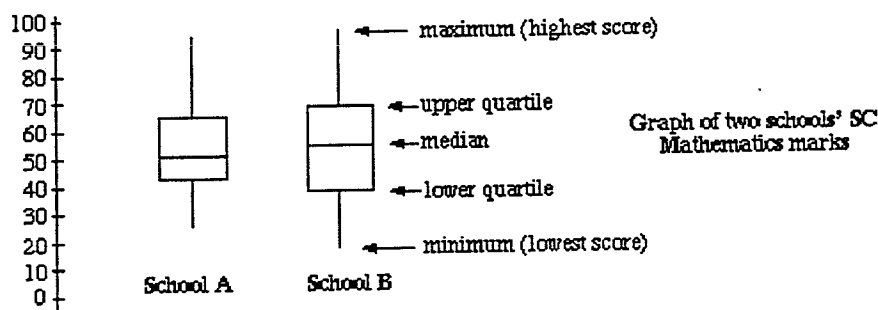 100
90
80
70
60
50
40
30
20
10
0
maximum (highest score)
upper quartile
median
lower quartile
minimum (lowest score)
School A
School B
Graph of two schools' SC
Mathematics marks